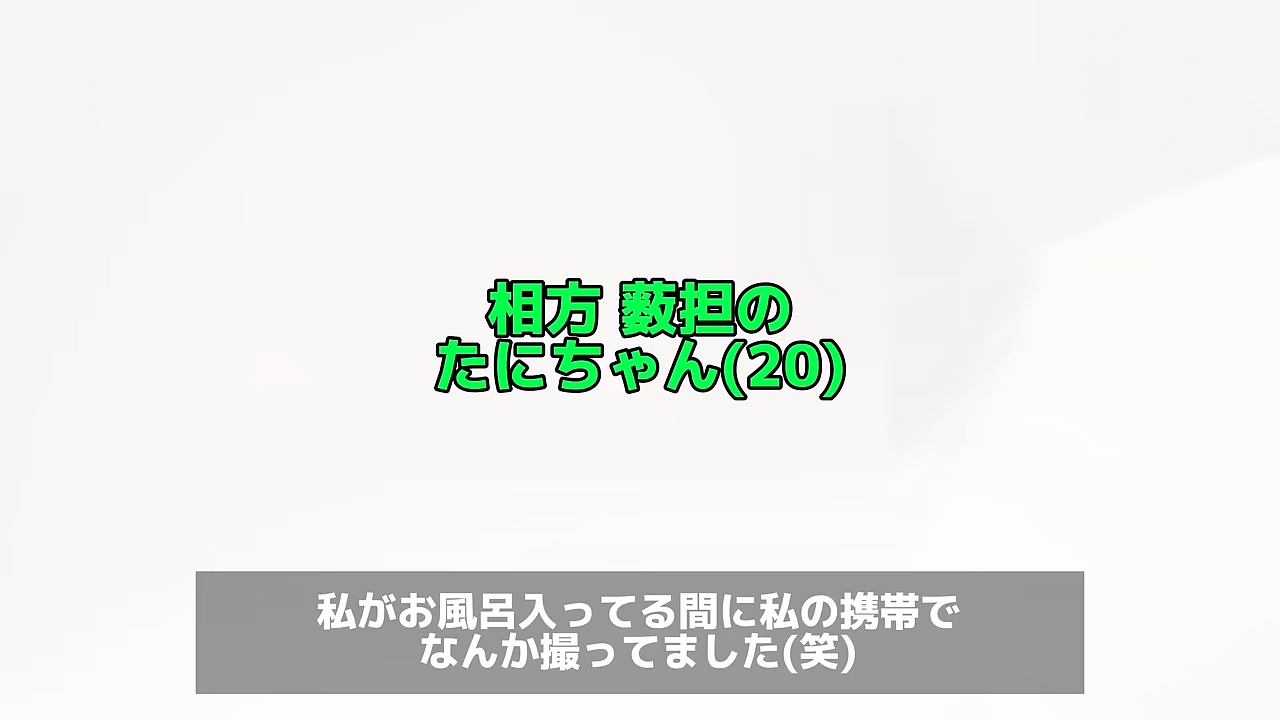 相方 薮担の
たにちゃん(20)
私がお風呂入ってる間に私の携帯で
なんか撮ってました(笑)